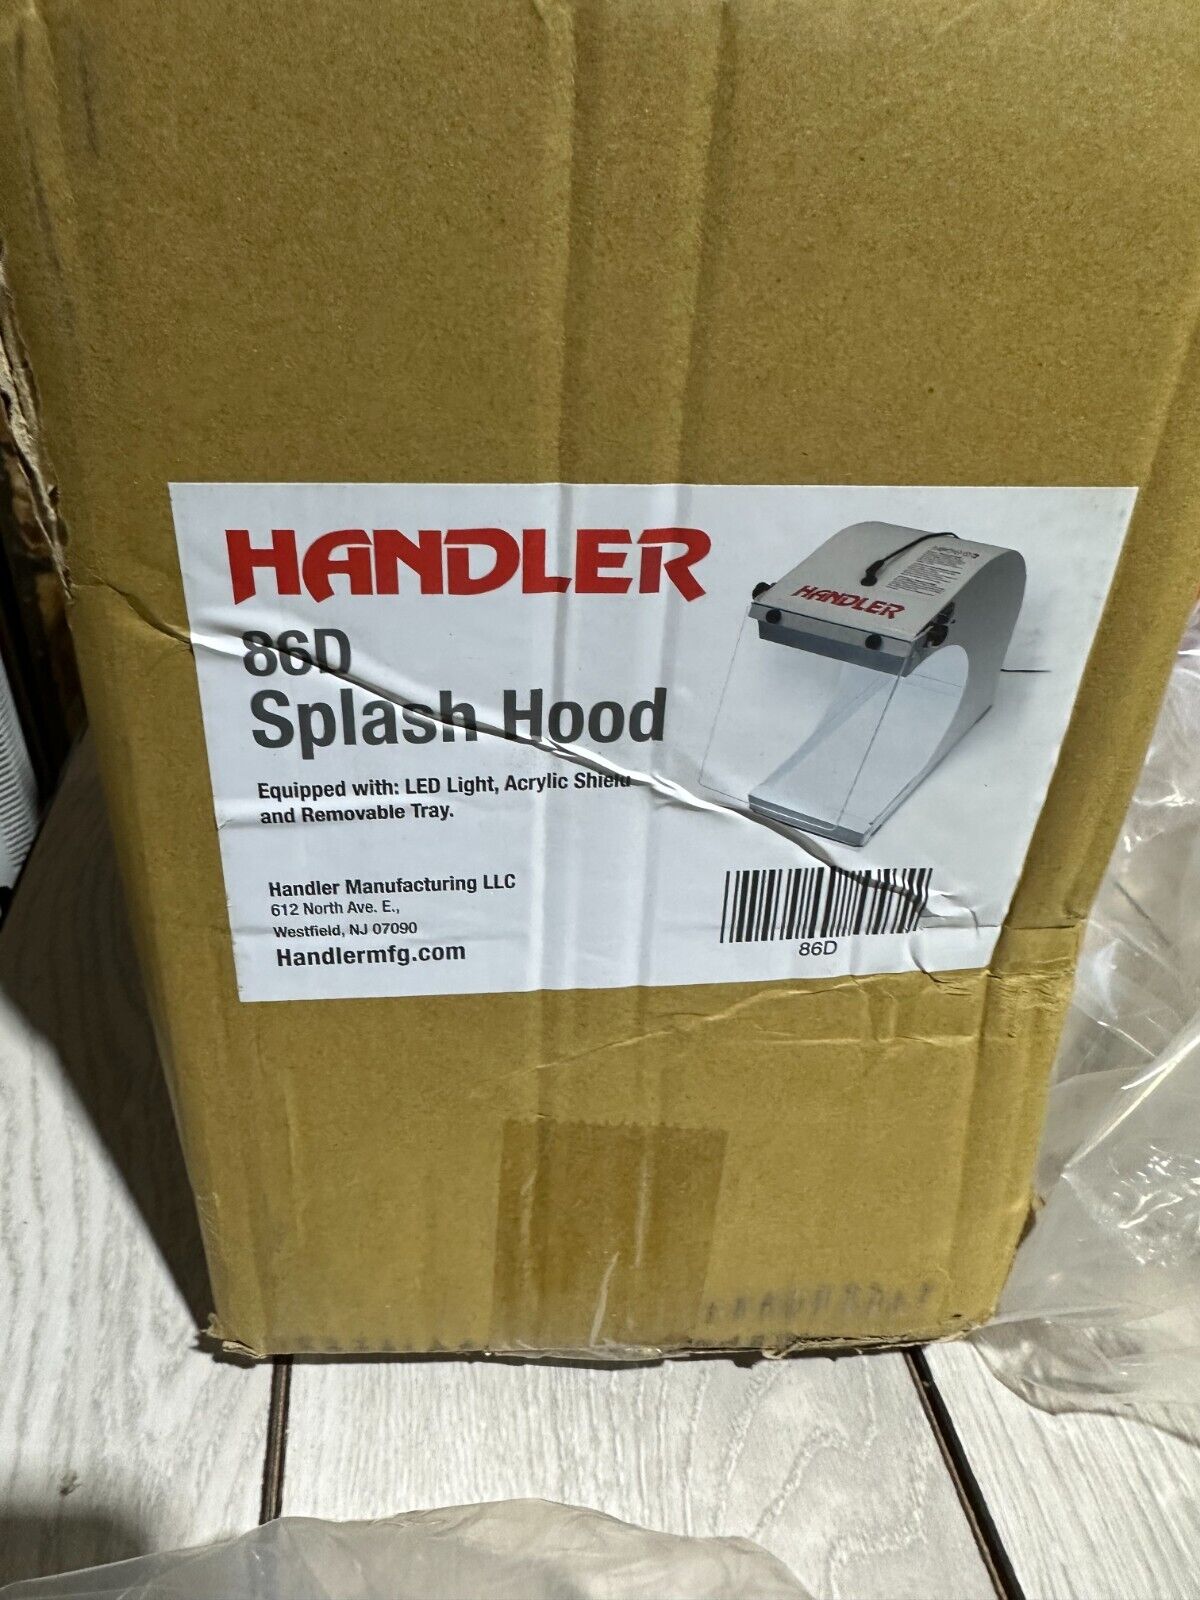 HANDLER
86D
Splash Hood
Equipped with: LED Light, Acrylic Shield
and Removable Tray.
Handler Manufacturing LLC
612 North Ave. E.,
Westfield, NJ 07090
Handlermfg.com
HANDLER
86D